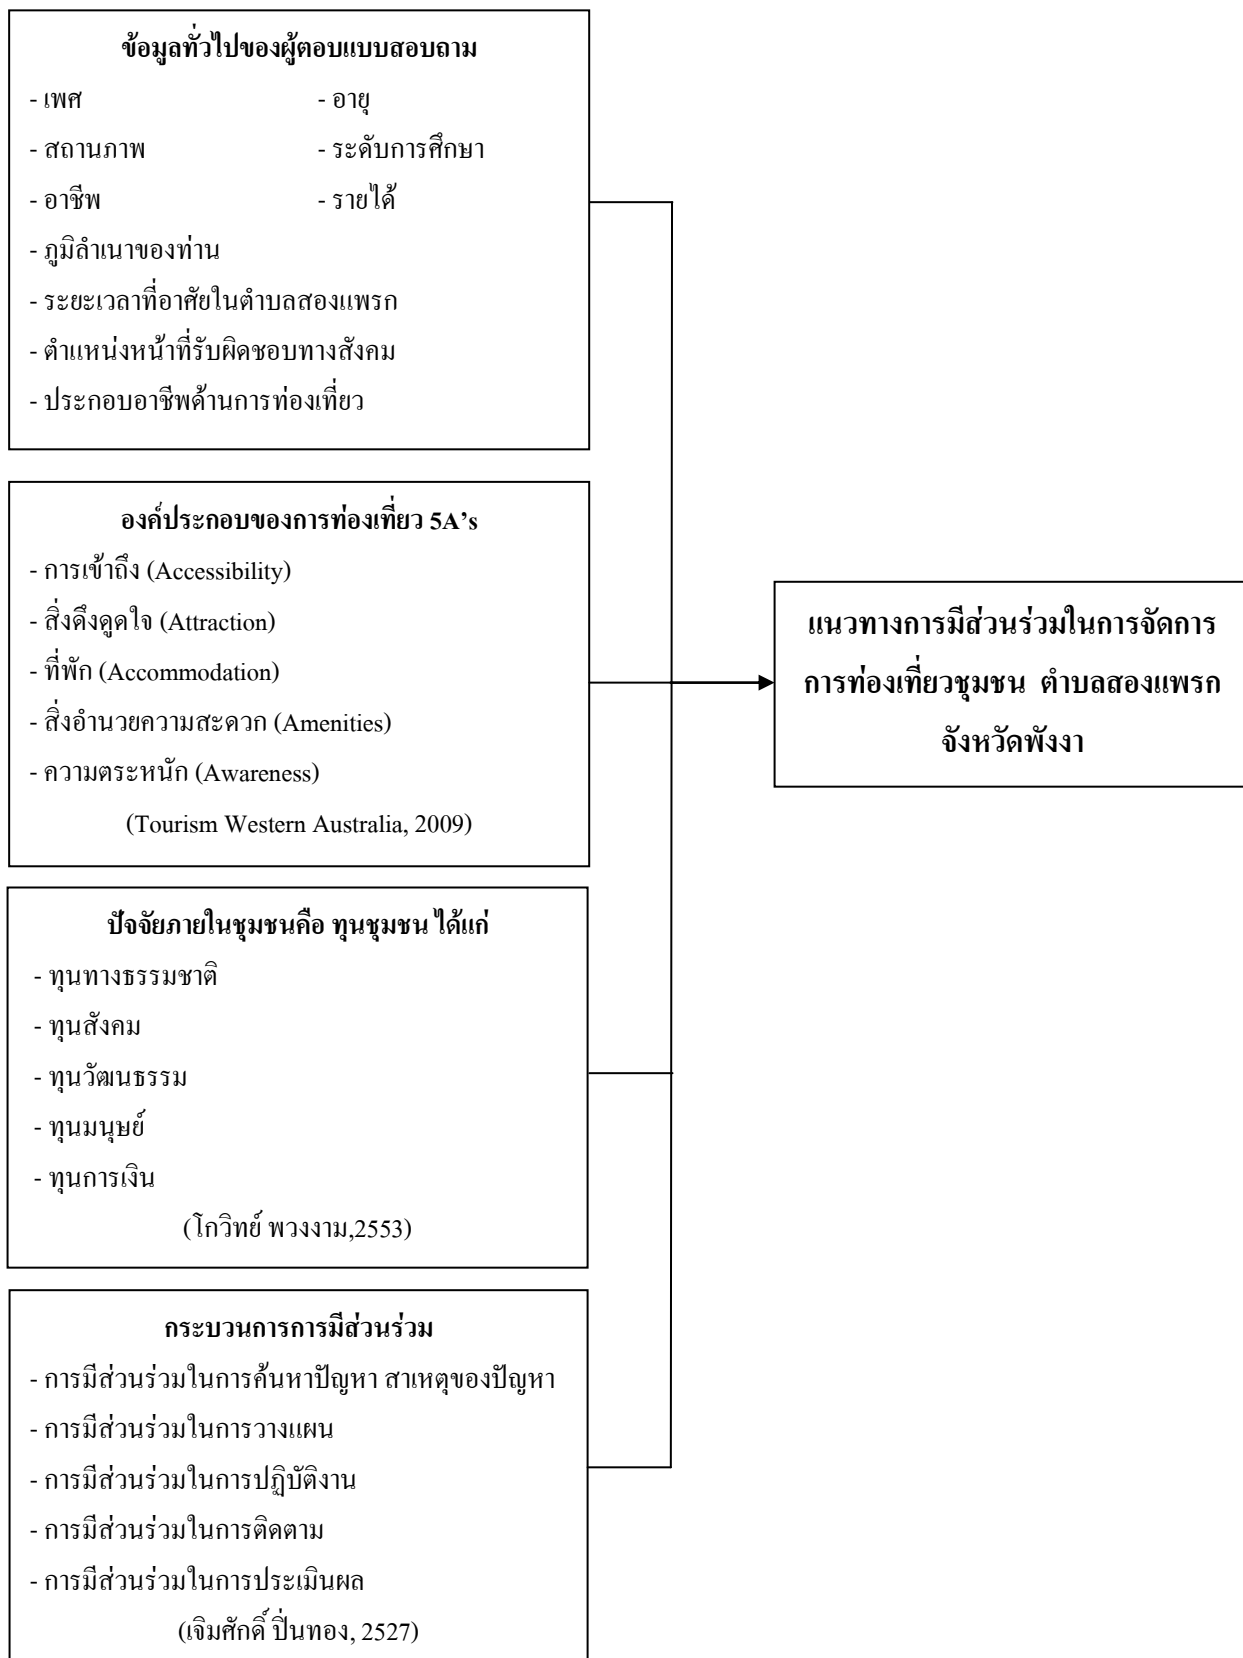 ข้อมูลทั่วไปของผู้ตอบแบบสอบถาม
- เพศ - อายุ
- สถานภาพ - ระดับการศึกษา
- อาชีพ - รายได้
- ภูมิลำเนาของท่าน
- ระยะเวลาที่อาศัยในตำบลสองแพรก
- ตำแหน่งหน้าที่รับผิดชอบทางสังคม
- ประกอบอาชีพด้านการท่องเที่ยว
องค์ประกอบของการท่องเที่ยว 5A’s
- การเข้าถึง (Accessibility)
- สิ่งดึงดูดใจ (Attraction)
- ที่พัก (Accommodation)
- สิ่งอำนวยความสะดวก (Amenities)
- ความตระหนัก (Awareness)
(Tourism Western Australia, 2009)
แนวทางการมีส่วนร่วมในการจัดการ
การท่องเที่ยวชุมชน ตำบลสองแพรก
จังหวัดพังงา
ปัจจัยภายในชุมชนคือ ทุนชุมชน ได้แก่
- ทุนทางธรรมชาติ
- ทุนสังคม
- ทุนวัฒนธรรม
- ทุนมนุษย์
- ทุนการเงิน
(โกวิทย์ พวงงาม,2553)
กระบวนการการมีส่วนร่วม
- การมีส่วนร่วมในการค้นหาปัญหา สาเหตุของปัญหา
- การมีส่วนร่วมในการวางแผน
- การมีส่วนร่วมในการปฏิบัติงาน
- การมีส่วนร่วมในการติดตาม
- การมีส่วนร่วมในการประเมินผล
(เจิมศักดิ์ ปิ่นทอง, 2527)